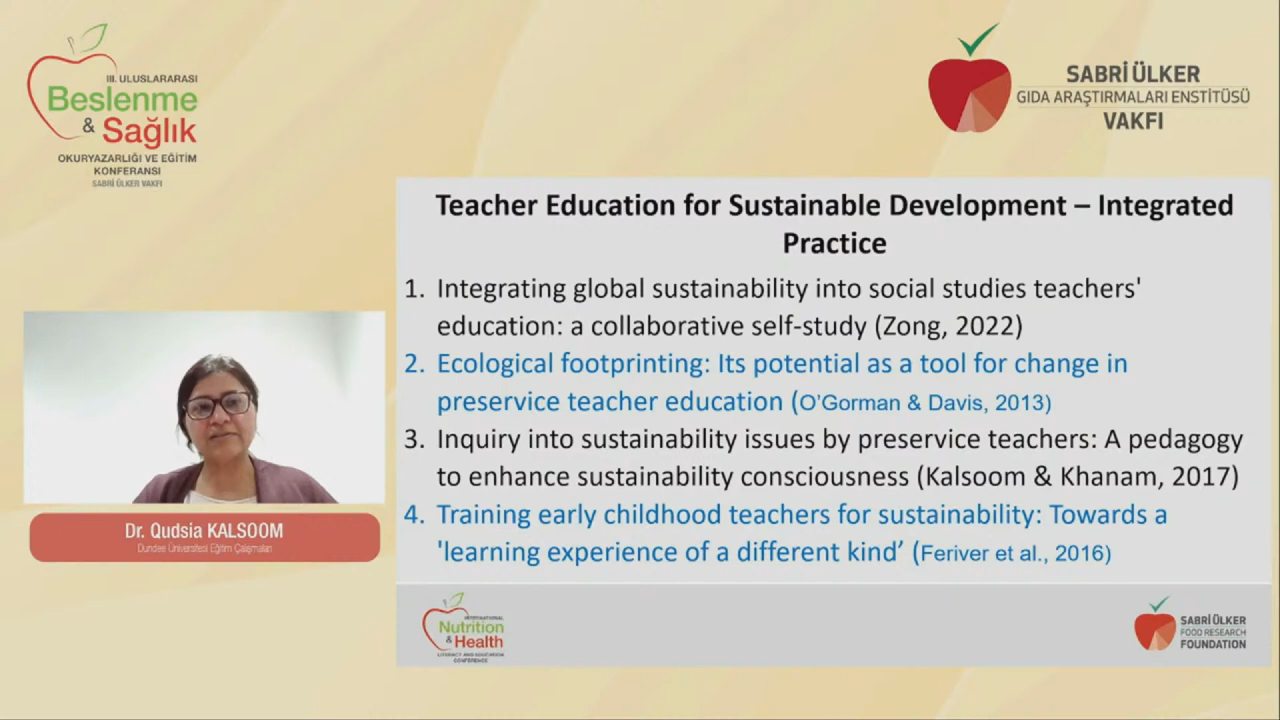 III. ULUSLARARASI
Beslenme
& Sağlık
OKURYAZARLIĞI VE EĞİTİM
KONFERANSI
SABRİ ÜLKER VAKFI
SABRİ ÜLKER
GIDA ARAŞTIRMALARI ENSTİTÜSÜ
VAKFI
Teacher Education for Sustainable Development – Integrated
Practice
1. Integrating global sustainability into social studies teachers'
education: a collaborative self-study (Zong, 2022)
2. Ecological footprinting: Its potential as a tool for change in
preservice teacher education (O’Gorman & Davis, 2013)
3. Inquiry into sustainability issues by preservice teachers: A pedagogy
to enhance sustainability consciousness (Kalsoom & Khanam, 2017)
4. Training early childhood teachers for sustainability: Towards a
'learning experience of a different kind’ (Feriver et al., 2016)
Dr. Qudsia KALSOOM
Dundee Üniversitesi Eğitim Çalışmaları
INTERNATIONAL
Nutrition
& Health
LITERACY AND EDUCATION
CONFERENCE
SABRİ ÜLKER
FOOD RESEARCH
FOUNDATION